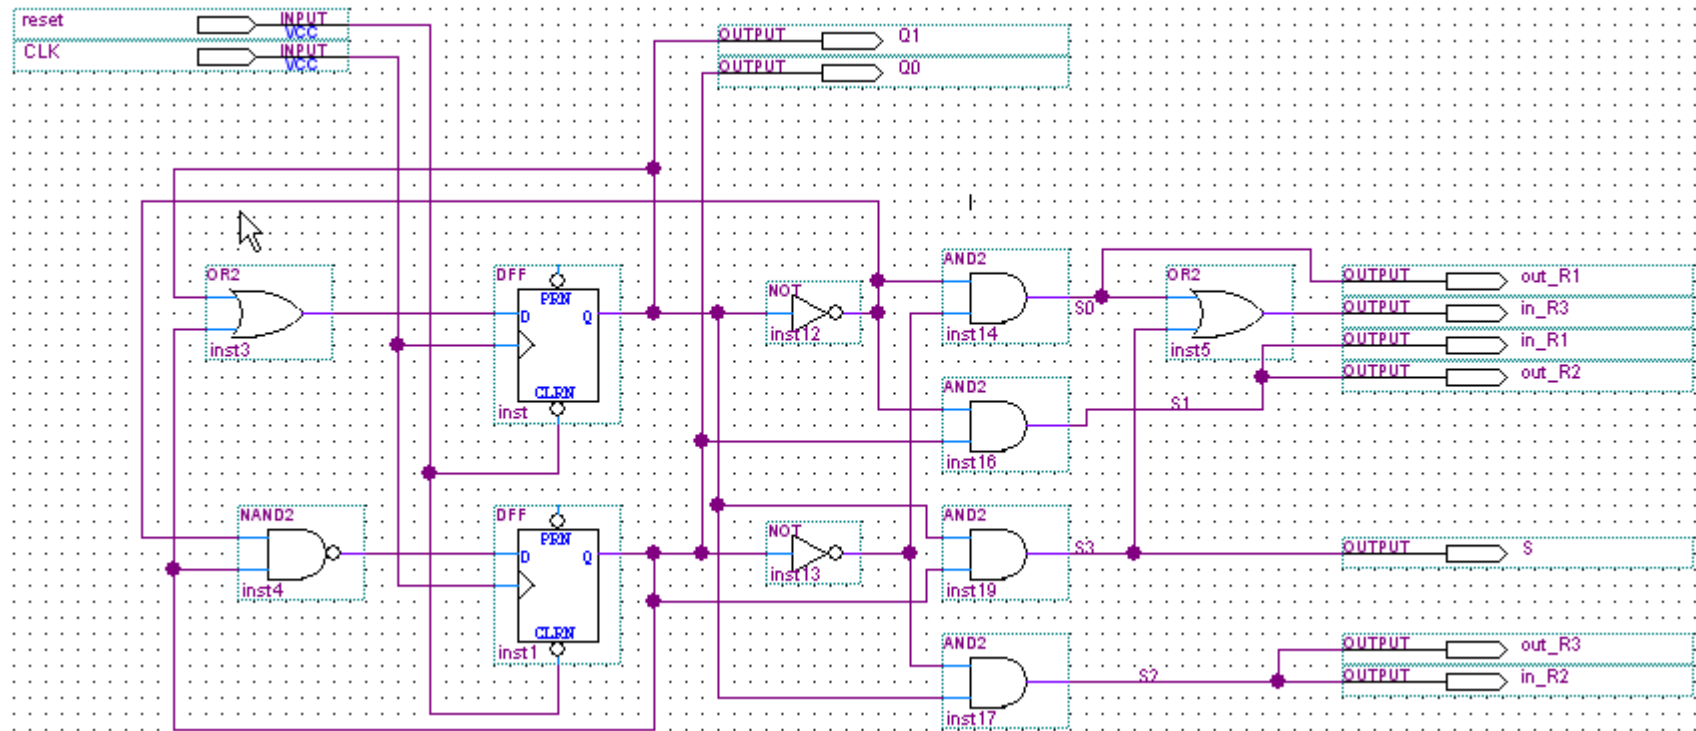 reset
INPUT
VCC
CLK
INPUT
VCC
OUTPUT
Q1
OUTPUT
Q0
OR2
inst3
DFF
PRN
D
Q
CLRN
inst
NOT
inst12
AND2
S0
inst14
OR2
inst5
OUTPUT
out_R1
OUTPUT
in_R3
OUTPUT
in_R1
OUTPUT
out_R2
AND2
S1
inst16
NAND2
inst4
DFF
PRN
D
Q
CLRN
inst1
NOT
inst13
AND2
S3
inst19
OUTPUT
S
AND2
S2
inst17
OUTPUT
out_R3
OUTPUT
in_R2